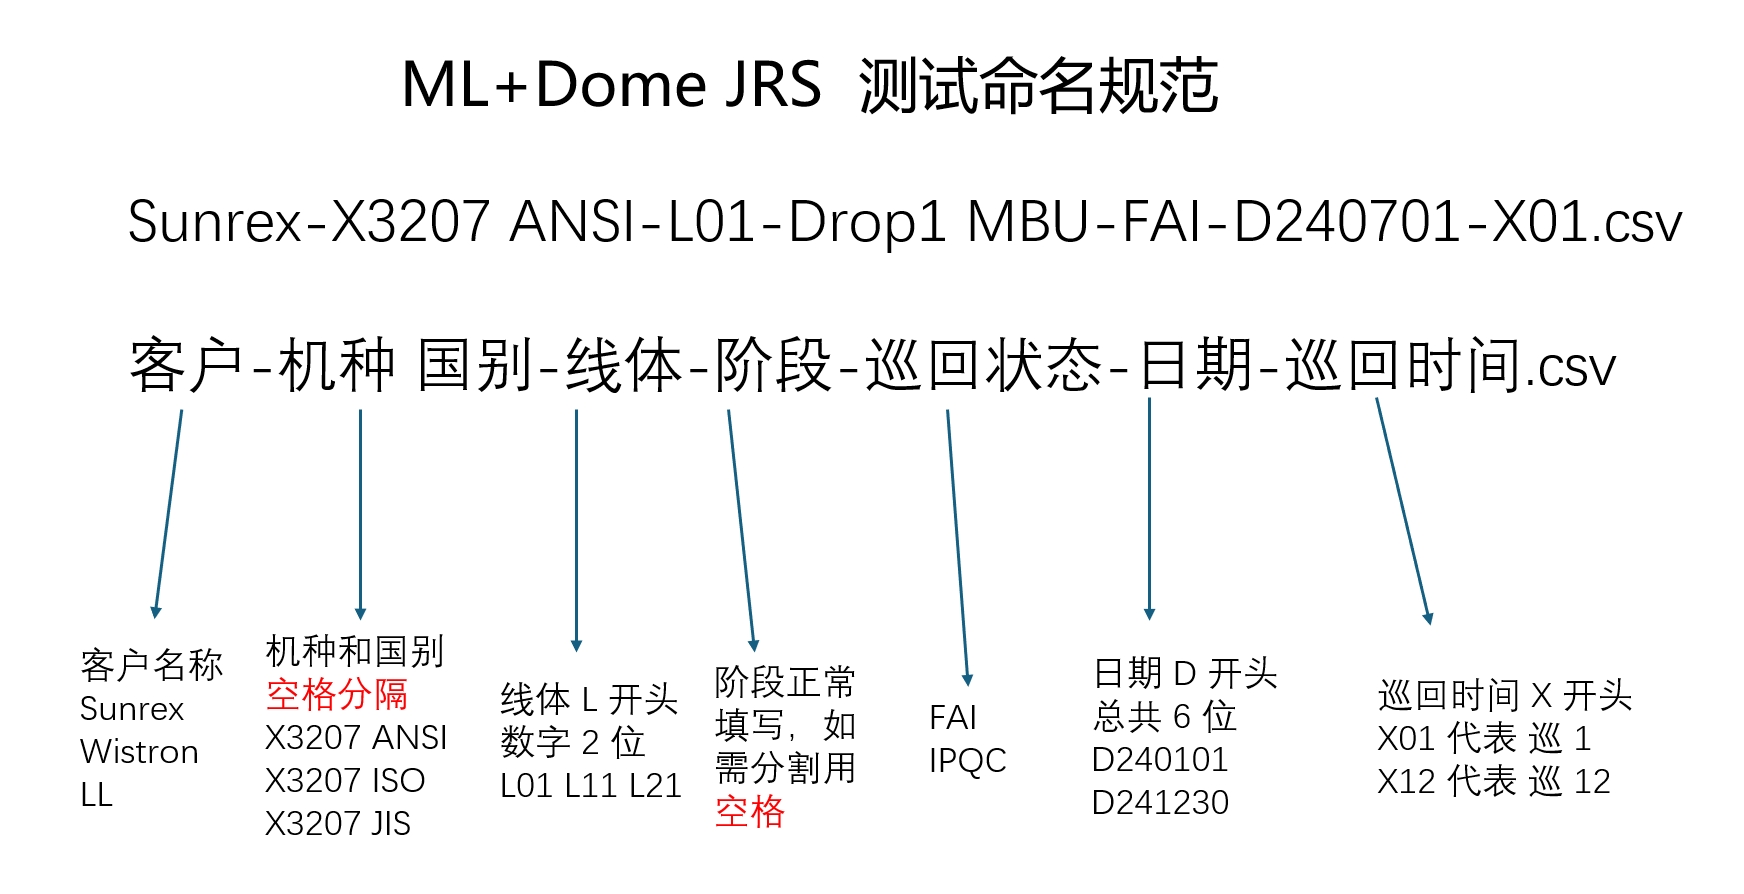 ML+Dome JRS 测试命名规范
Sunrex-X3207 ANSI-L01-Drop1 MBU-FAI-D240701-X01.csv
客户-机种 国别-线体-阶段-巡回状态-日期-巡回时间.csv
客户名称
Sunrex
Wistron
LL
机种和国别
空格分隔
X3207 ANSI
X3207 ISO
X3207 JIS
线体 L 开头
数字 2 位
L01 L11 L21
阶段正常
填写，如
需分割用
空格
FAI
IPQC
日期 D 开头
总共 6 位
D240101
D241230
巡回时间 X 开头
X01 代表 巡 1
X12 代表 巡 12